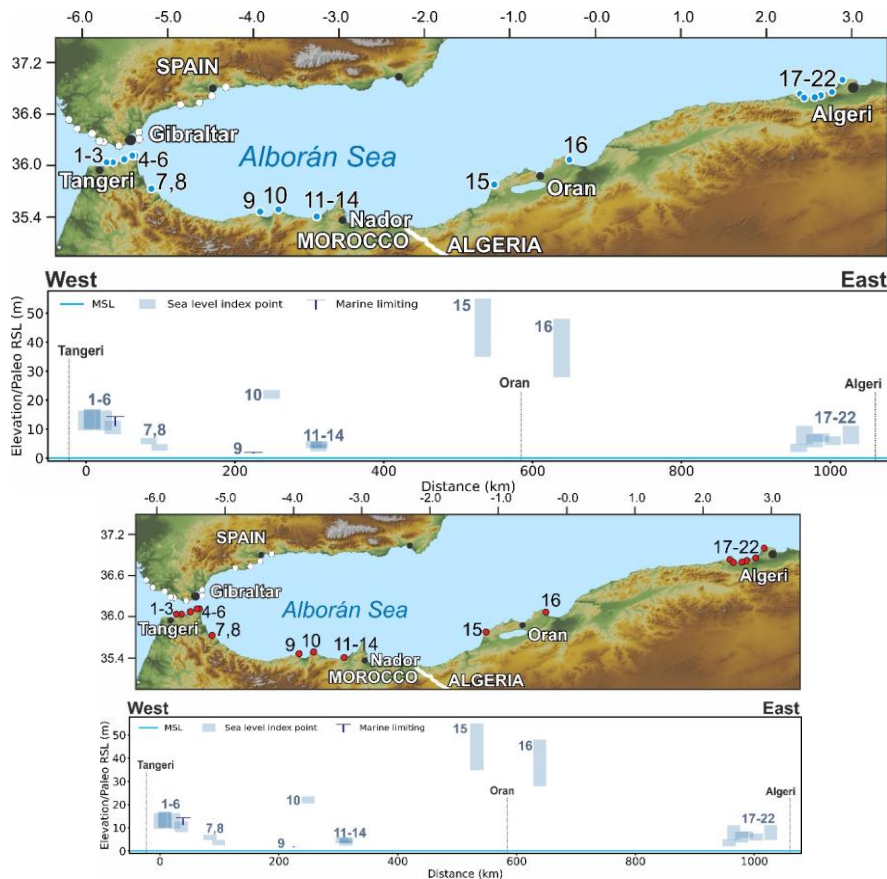 -6.0 -5.0 -4.0 -3.0 -2.0 -1.0 -0.0 1.0 2.0 3.0
37.2
36.6
36.0
35.4
SPAIN
Gibraltar
1-3
4-6
Tangeri
7,8
Alborán Sea
9 10 11-14
Nador
MOROCCO
ALGERIA
15
Oran
16
17-22
Algeri
West East
MSL Sea level index point Marine limiting
Elevation/Paleo RSL (m)
50
40
30
20
10
0
Tangeri
1-6
7,8
9
10
11-14
15
16
Oran
17-22
Algeri
0 200 400 600 800 1000
Distance (km)
-6.0 -5.0 -4.0 -3.0 -2.0 -1.0 -0.0 1.0 2.0 3.0
37.2
36.6
36.0
35.4
SPAIN
Gibraltar
1-3
4-6
Tangeri
7,8
Alborán Sea
9 10 11-14
Nador
MOROCCO
ALGERIA
15
Oran
16
17-22
Algeri
West East
MSL Sea level index point Marine limiting
Elevation/Paleo RSL (m)
50
40
30
20
10
0
Tangeri
1-6
7,8
9
10
11-14
15
16
Oran
17-22
Algeri
0 200 400 600 800 1000
Distance (km)